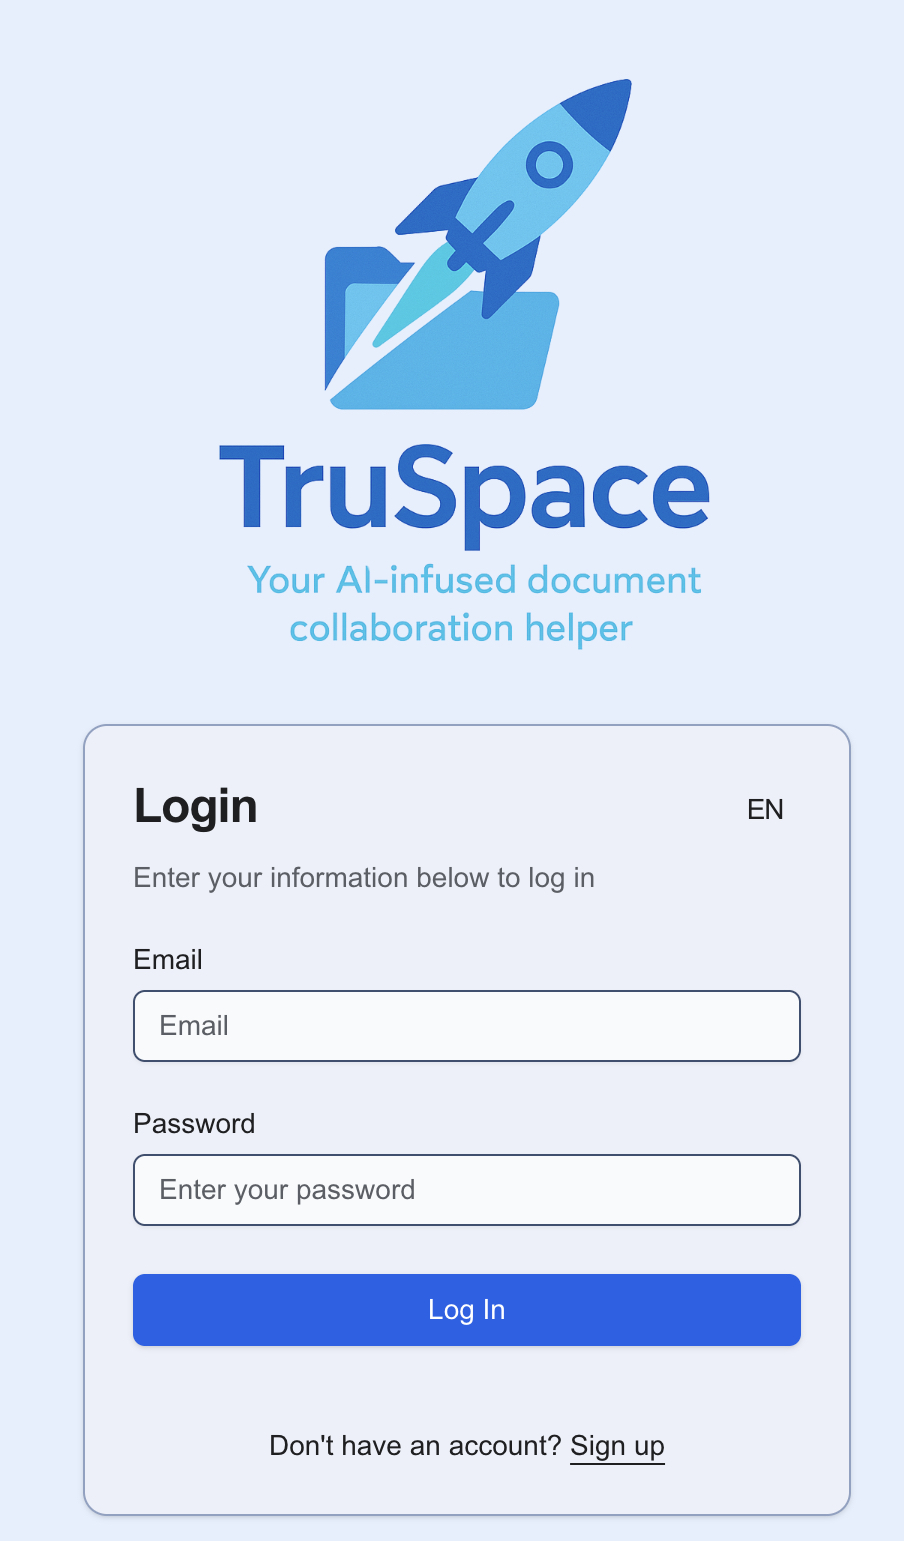 TruSpace
Your AI-infused document
collaboration helper
Login
EN
Enter your information below to log in
Email
Email
Password
Enter your password
Log In
Don't have an account? Sign up